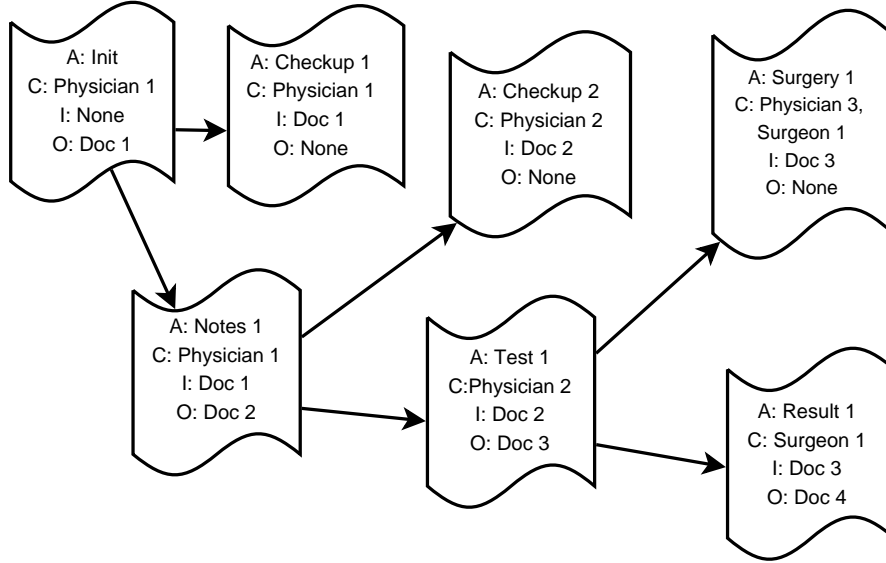 A: Init
C: Physician 1
I: None
O: Doc 1
A: Checkup 1
C: Physician 1
I: Doc 1
O: None
A: Checkup 2
C: Physician 2
I: Doc 2
O: None
A: Surgery 1
C: Physician 3,
Surgeon 1
I: Doc 3
O: None
A: Notes 1
C: Physician 1
I: Doc 1
O: Doc 2
A: Test 1
C:Physician 2
I: Doc 2
O: Doc 3
A: Result 1
C: Surgeon 1
I: Doc 3
O: Doc 4